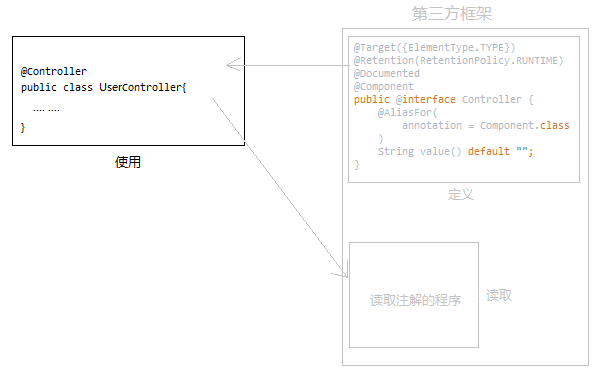 第三方框架
@Controller
public class UserController{
.... ....
}
使用
@Target({ElementType.TYPE})
@Retention(RetentionPolicy.RUNTIME)
@Documented
@Component
public @interface Controller {
@AliasFor(
annotation = Component.class
)
String value() default "";
}
定义
读取注解的程序
读取